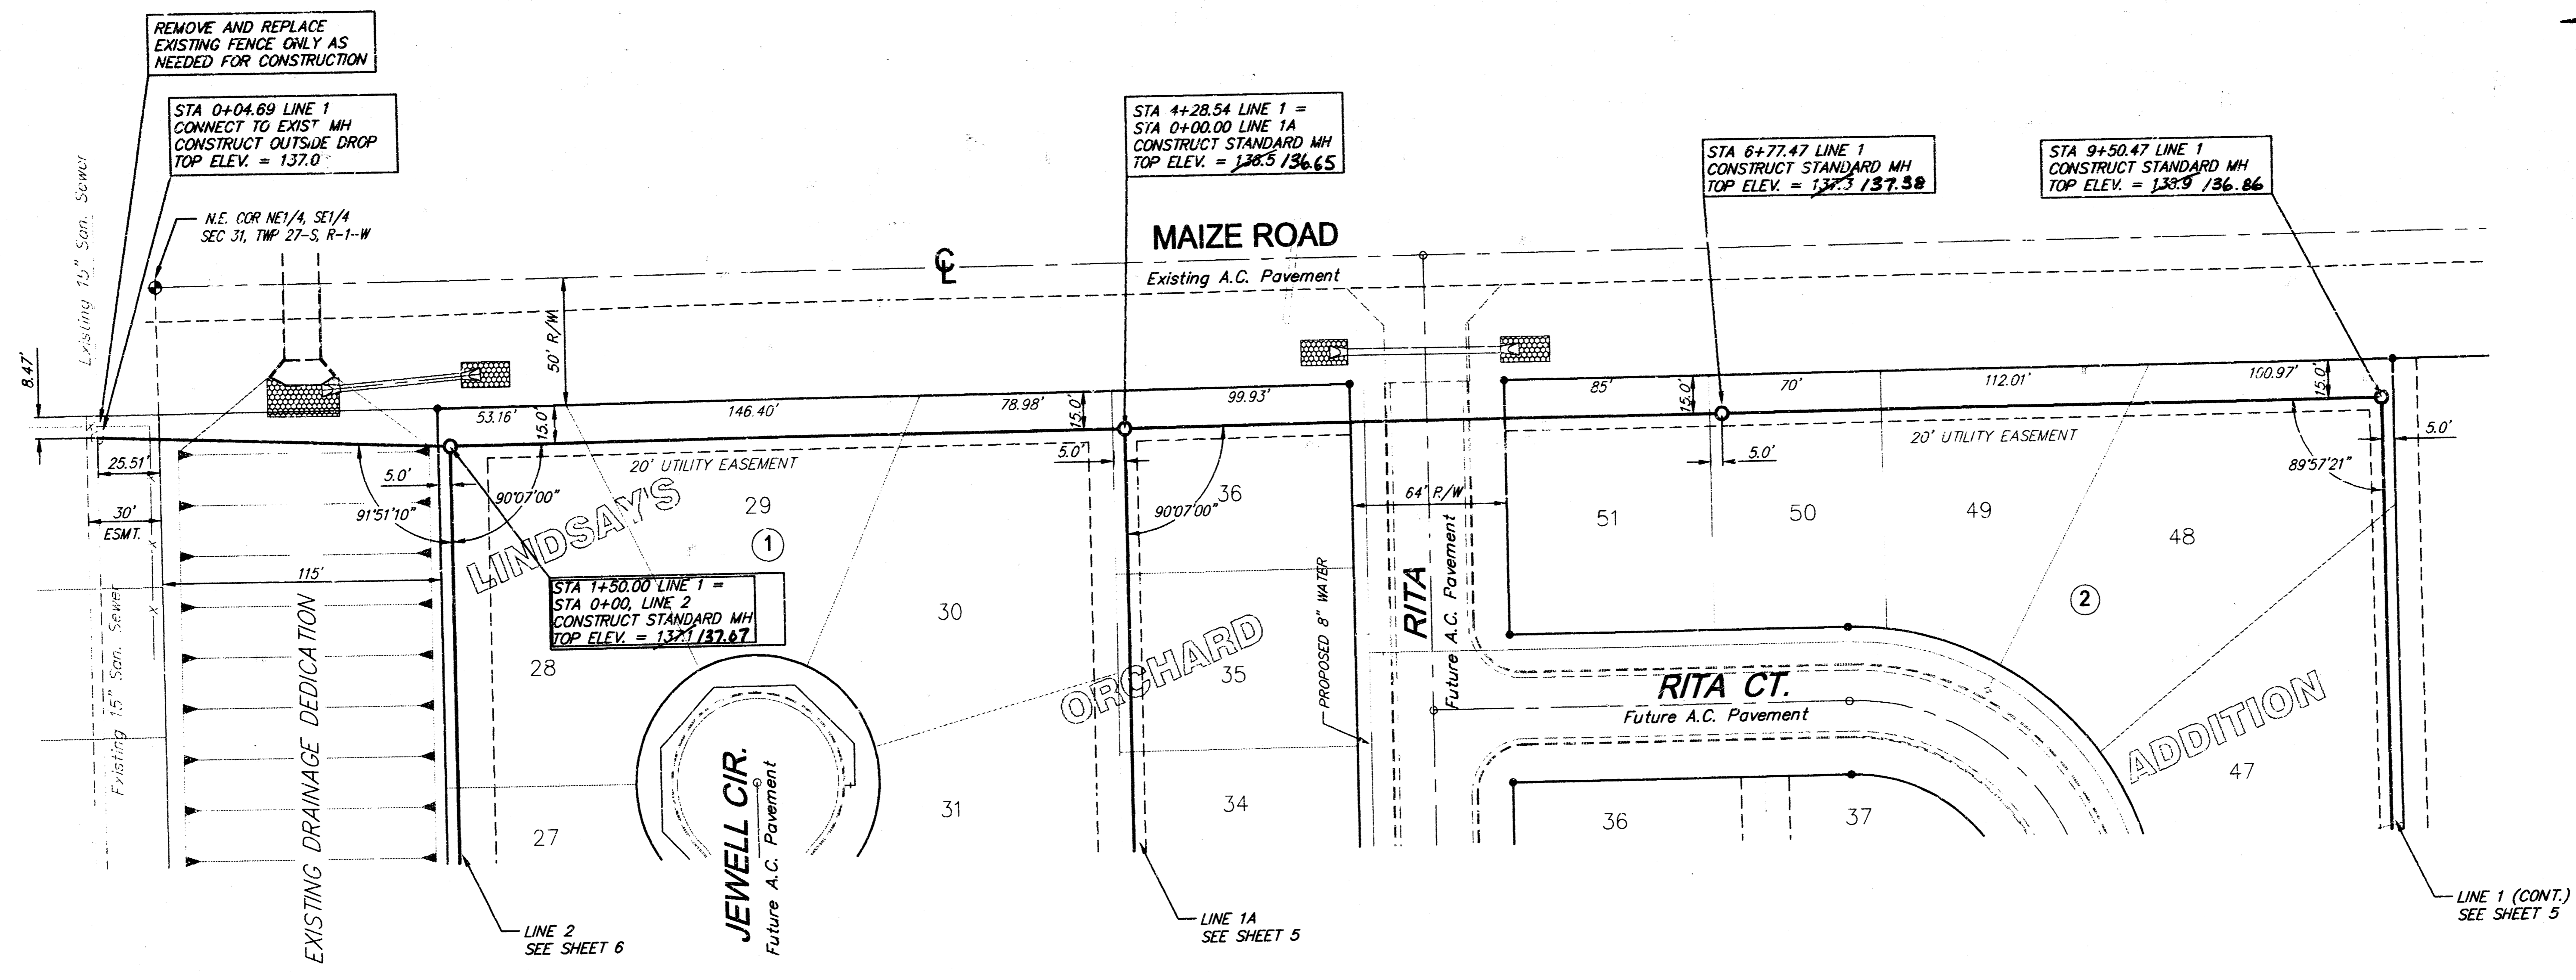 REMOVE AND REPLACE
EXISTING FENCE ONLY AS
NEEDED FOR CONSTRUCTION
STA 0+04.69 LINE 1
CONNECT TO EXIST MH
CONSTRUCT OUTSIDE DROP
TOP ELEV. = 137.0
STA 4+28.54 LINE 1 =
STA 0+00.00 LINE 1A
CONSTRUCT STANDARD MH
TOP ELEV. = 136.65
STA 6+77.47 LINE 1
CONSTRUCT STANDARD MH
TOP ELEV. = 137.3 137.38
STA 9+50.47 LINE 1
CONSTRUCT STANDARD MH
TOP ELEV. = 136.86
Existing 15" San. Sewer
N.E. COR NE1/4, SE1/4
SEC 31, TWP 27-S, R-1--W
MAIZE ROAD
CL
Existing A.C. Pavement
50' R/W
8.47'
53.16'
15.0'
146.40'
78.98'
15.0'
99.93'
85'
15.0'
70'
112.01'
100.97'
15.0'
25.51'
5.0'
20' UTILITY EASEMENT
5.0'
5.0'
20' UTILITY EASEMENT
5.0'
30'
ESMT.
91°51'10"
90°07'00"
90°07'00"
89°57'21"
64' R/W
LINDSAY'S
ORCHARD
ADDITION
29
1
36
51
50
49
48
2
115'
STA 1+50.00 LINE 1 =
STA 0+00, LINE 2
CONSTRUCT STANDARD MH
TOP ELEV. = 137.1 137.67
30
28
35
27
31
34
36
37
47
Existing 15" San. Sewer
EXISTING DRAINAGE DEDICATION
JEWELL CIR.
Future A.C. Pavement
PROPOSED 8" WATER
RITA
Future A.C. Pavement
RITA CT.
Future A.C. Pavement
LINE 2
SEE SHEET 6
LINE 1A
SEE SHEET 5
LINE 1 (CONT.)
SEE SHEET 5